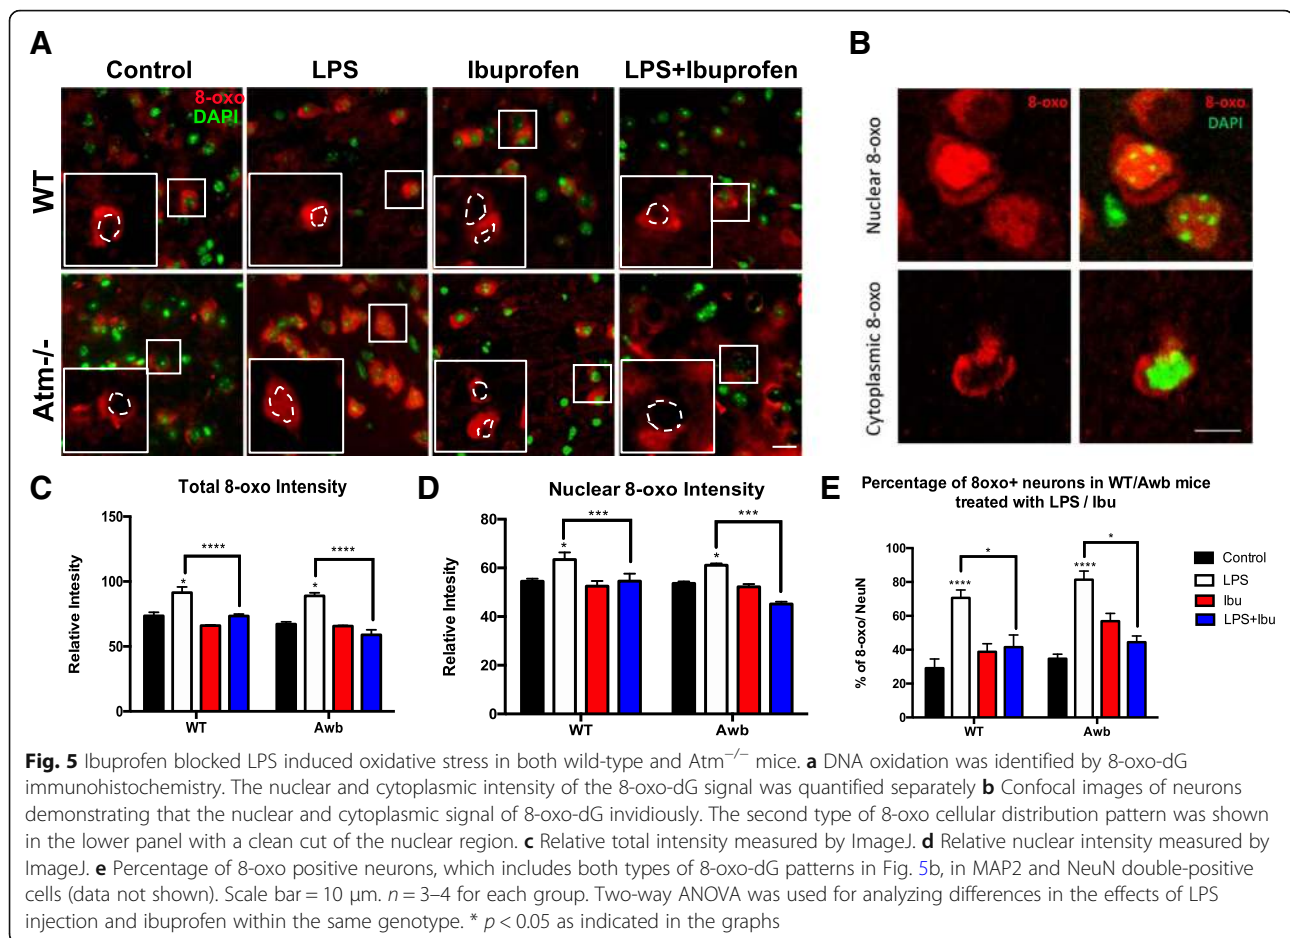 A
B
Control
LPS
Ibuprofen
LPS+Ibuprofen
8-oxo
DAPI
WT
Atm-/-
8-oxo
8-oxo
DAPI
Nuclear 8-oxo
Cytoplasmic 8-oxo
C
Total 8-oxo Intensity
Relative Intesity
150
100
50
0
*
****
*
****
WT
Awb
D
Nuclear 8-oxo Intensity
Relative Intesity
80
60
40
20
0
*
***
*
***
WT
Awb
E
Percentage of 8oxo+ neurons in WT/Awb mice
treated with LPS / Ibu
% of 8-oxo/ NeuN
100
80
60
40
20
0
****
*
****
*
WT
Awb
Control
LPS
Ibu
LPS+Ibu
Fig. 5 Ibuprofen blocked LPS induced oxidative stress in both wild-type and Atm−/− mice. a DNA oxidation was identified by 8-oxo-dG
immunohistochemistry. The nuclear and cytoplasmic intensity of the 8-oxo-dG signal was quantified separately b Confocal images of neurons
demonstrating that the nuclear and cytoplasmic signal of 8-oxo-dG invidiously. The second type of 8-oxo cellular distribution pattern was shown
in the lower panel with a clean cut of the nuclear region. c Relative total intensity measured by ImageJ. d Relative nuclear intensity measured by
ImageJ. e Percentage of 8-oxo positive neurons, which includes both types of 8-oxo-dG patterns in Fig. 5b, in MAP2 and NeuN double-positive
cells (data not shown). Scale bar = 10 μm. n = 3–4 for each group. Two-way ANOVA was used for analyzing differences in the effects of LPS
injection and ibuprofen within the same genotype. * p < 0.05 as indicated in the graphs